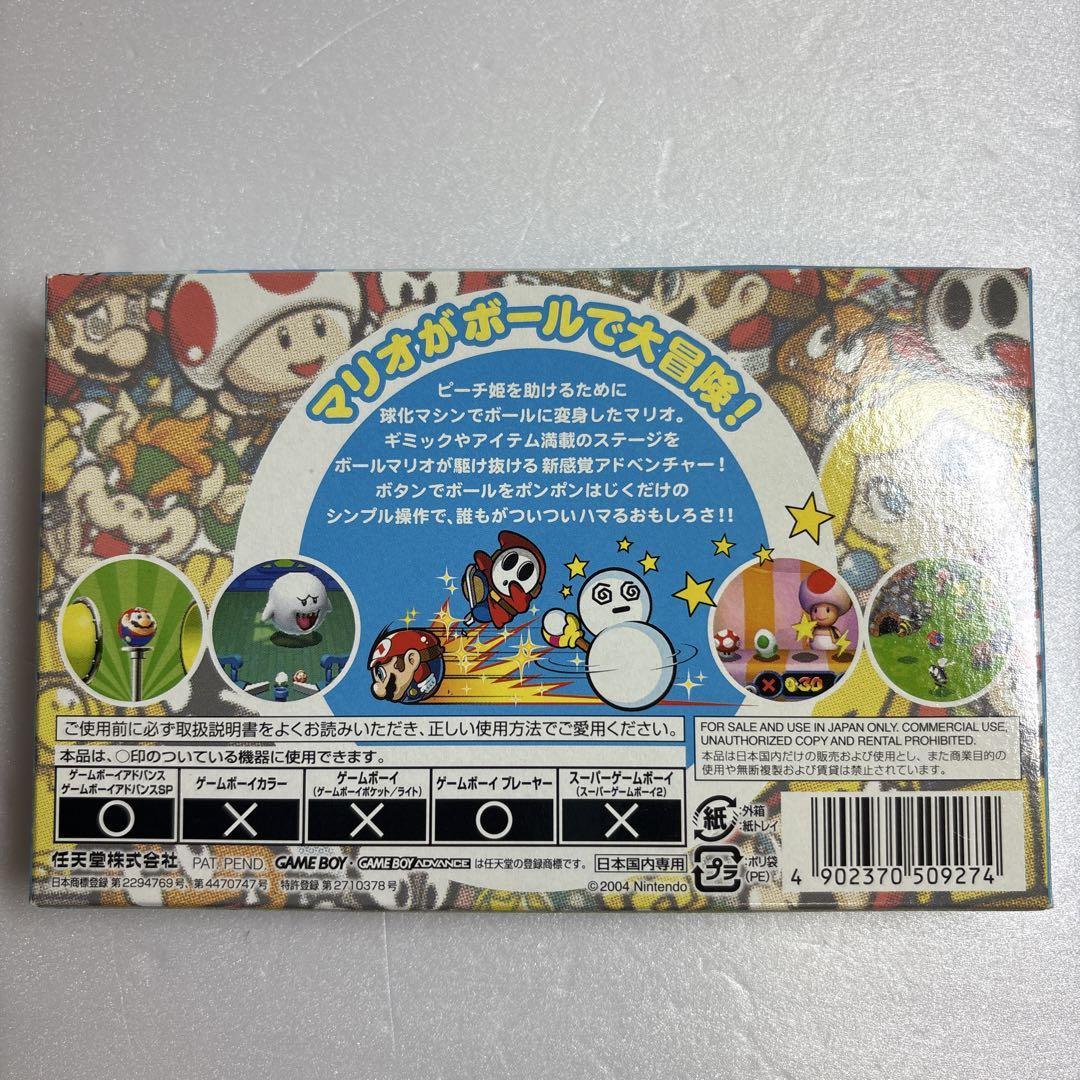 マリオがボールで大冒険！
ピーチ姫を助けるために
球化マシンでボールに変身したマリオ。
ギミックやアイテム満載のステージを
ボールマリオが駆け抜ける 新感覚アドベンチャー！
ボタンでボールをポンポンはじくだけの
シンプル操作で、誰もがついついハマるおもしろさ!!
×030
ご使用前に必ず取扱説明書をよくお読みいただき、正しい使用方法でご愛用ください。
本品は、○印のついている機器に使用できます。
ゲームボーイアドバンス
ゲームボーイアドバンスSP
○
ゲームボーイカラー
×
ゲームボーイ
(ゲームボーイポケット/ライト)
×
ゲームボーイ プレーヤー
○
スーパーゲームボーイ
(スーパーゲームボーイ2)
×
任天堂株式会社 PAT. PEND GAME BOY・GAME BOY ADVANCE は任天堂の登録商標です。 日本国内専用
日本商標登録 第2294769号、第4470747号 特許登録 第2710378号 ©2004 Nintendo
FOR SALE AND USE IN JAPAN ONLY. COMMERCIAL USE,
UNAUTHORIZED COPY AND RENTAL PROHIBITED.
本品は日本国内だけの販売および使用とし、また商業目的の
使用や無断複製および賃貸は禁止されています。
紙 :外箱
:紙トレイ
プラ :ポリ袋
(PE)
4 902370 509274